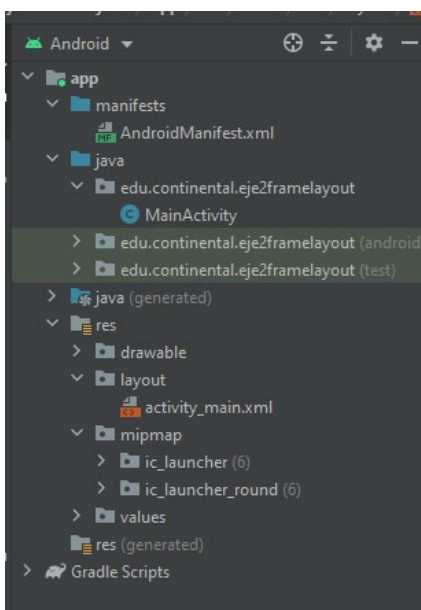 Android
app
manifests
AndroidManifest.xml
java
edu.continental.eje2framelayout
MainActivity
edu.continental.eje2framelayout (android
edu.continental.eje2framelayout (test)
java (generated)
res
drawable
layout
activity_main.xml
mipmap
ic_launcher (6)
ic_launcher_round (6)
values
res (generated)
Gradle Scripts